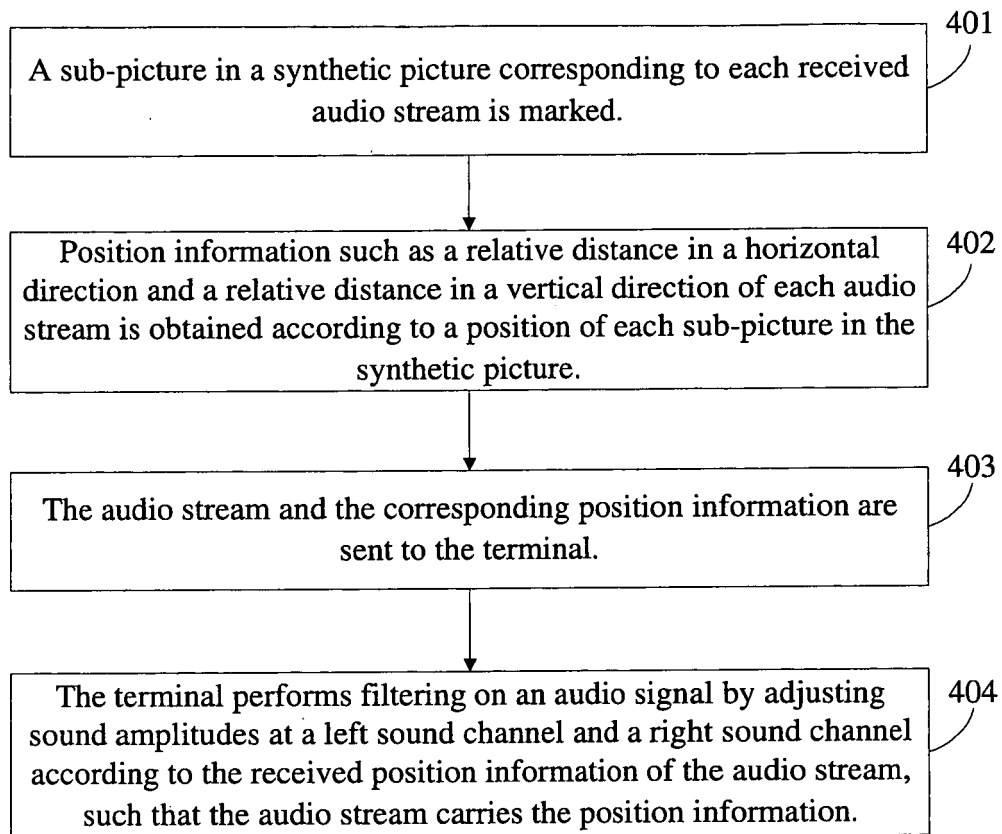 401
A sub-picture in a synthetic picture corresponding to each received
audio stream is marked.
402
Position information such as a relative distance in a horizontal
direction and a relative distance in a vertical direction of each audio
stream is obtained according to a position of each sub-picture in the
synthetic picture.
403
The audio stream and the corresponding position information are
sent to the terminal.
404
The terminal performs filtering on an audio signal by adjusting
sound amplitudes at a left sound channel and a right sound channel
according to the received position information of the audio stream,
such that the audio stream carries the position information.